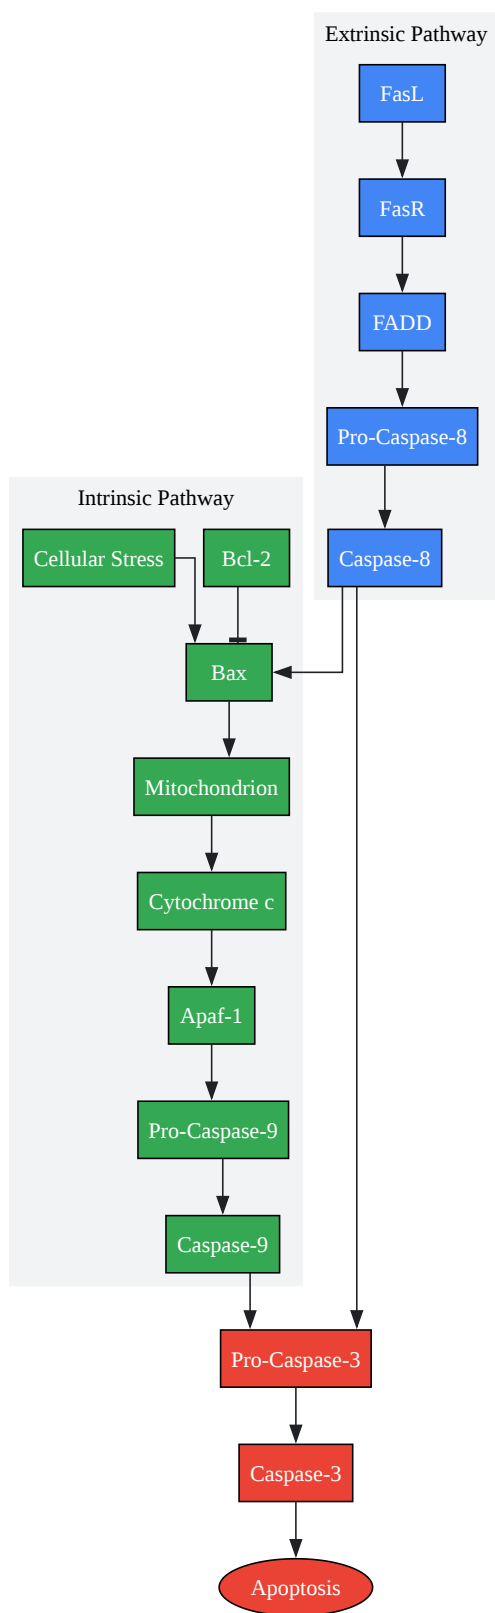 Extrinsic Pathway
FasL
FasR
FADD
Pro-Caspase-8
Caspase-8
Intrinsic Pathway
Cellular Stress
Bcl-2
Bax
Mitochondrion
Cytochrome c
Apaf-1
Pro-Caspase-9
Caspase-9
Pro-Caspase-3
Caspase-3
Apoptosis